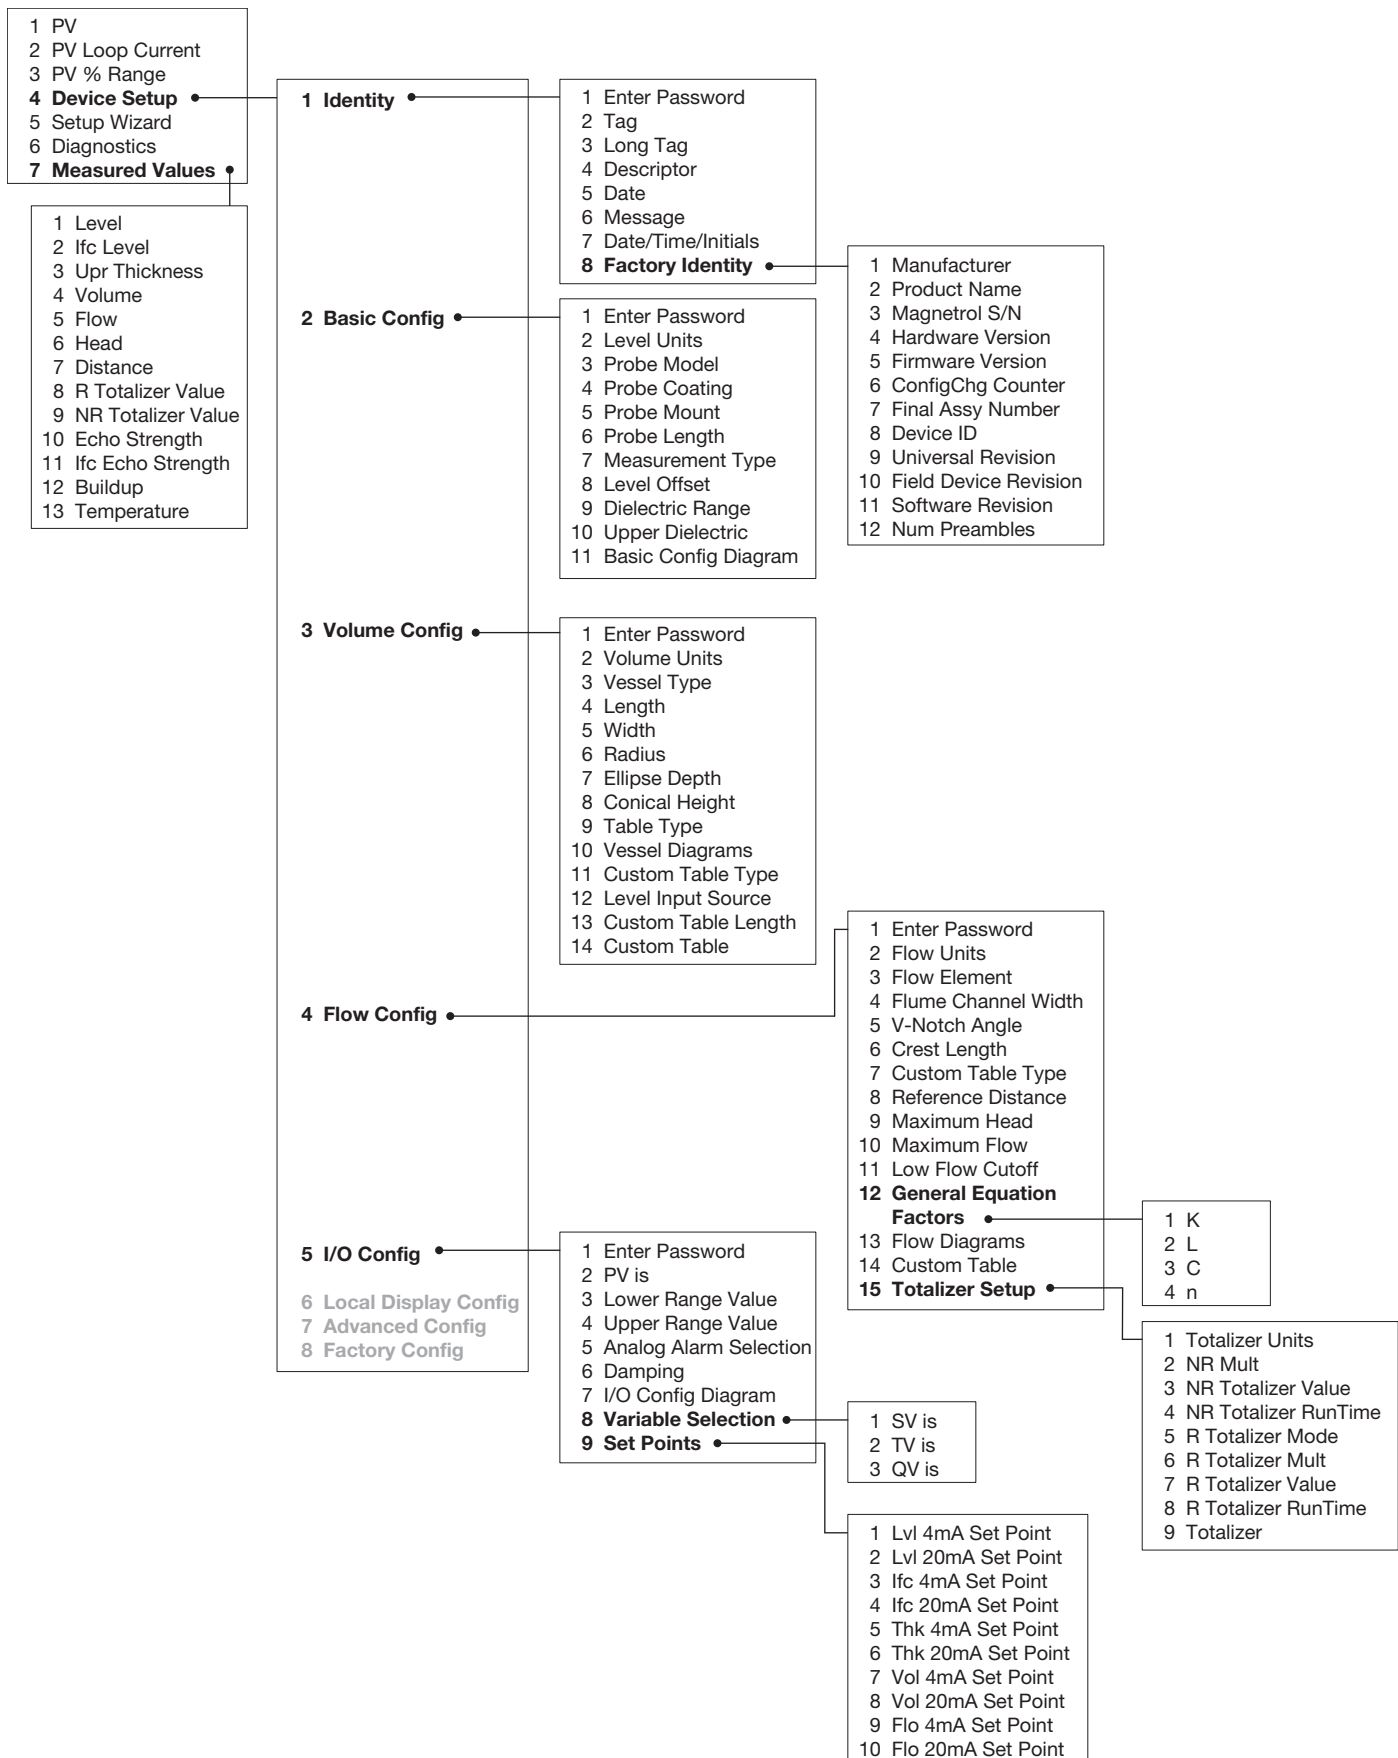 1 PV
2 PV Loop Current
3 PV % Range
4 Device Setup
5 Setup Wizard
6 Diagnostics
7 Measured Values
1 Level
2 Ifc Level
3 Upr Thickness
4 Volume
5 Flow
6 Head
7 Distance
8 R Totalizer Value
9 NR Totalizer Value
10 Echo Strength
11 Ifc Echo Strength
12 Buildup
13 Temperature
1 Identity
2 Basic Config
3 Volume Config
4 Flow Config
5 I/O Config
6 Local Display Config
7 Advanced Config
8 Factory Config
1 Enter Password
2 Tag
3 Long Tag
4 Descriptor
5 Date
6 Message
7 Date/Time/Initials
8 Factory Identity
1 Manufacturer
2 Product Name
3 Magnetrol S/N
4 Hardware Version
5 Firmware Version
6 ConfigChg Counter
7 Final Assy Number
8 Device ID
9 Universal Revision
10 Field Device Revision
11 Software Revision
12 Num Preambles
1 Enter Password
2 Level Units
3 Probe Model
4 Probe Coating
5 Probe Mount
6 Probe Length
7 Measurement Type
8 Level Offset
9 Dielectric Range
10 Upper Dielectric
11 Basic Config Diagram
1 Enter Password
2 Volume Units
3 Vessel Type
4 Length
5 Width
6 Radius
7 Ellipse Depth
8 Conical Height
9 Table Type
10 Vessel Diagrams
11 Custom Table Type
12 Level Input Source
13 Custom Table Length
14 Custom Table
1 Enter Password
2 Flow Units
3 Flow Element
4 Flume Channel Width
5 V-Notch Angle
6 Crest Length
7 Custom Table Type
8 Reference Distance
9 Maximum Head
10 Maximum Flow
11 Low Flow Cutoff
12 General Equation
Factors
13 Flow Diagrams
14 Custom Table
15 Totalizer Setup
1 K
2 L
3 C
4 n
1 Totalizer Units
2 NR Mult
3 NR Totalizer Value
4 NR Totalizer RunTime
5 R Totalizer Mode
6 R Totalizer Mult
7 R Totalizer Value
8 R Totalizer RunTime
9 Totalizer
1 Enter Password
2 PV is
3 Lower Range Value
4 Upper Range Value
5 Analog Alarm Selection
6 Damping
7 I/O Config Diagram
8 Variable Selection
9 Set Points
1 SV is
2 TV is
3 QV is
1 Lvl 4mA Set Point
2 Lvl 20mA Set Point
3 Ifc 4mA Set Point
4 Ifc 20mA Set Point
5 Thk 4mA Set Point
6 Thk 20mA Set Point
7 Vol 4mA Set Point
8 Vol 20mA Set Point
9 Flo 4mA Set Point
10 Flo 20mA Set Point